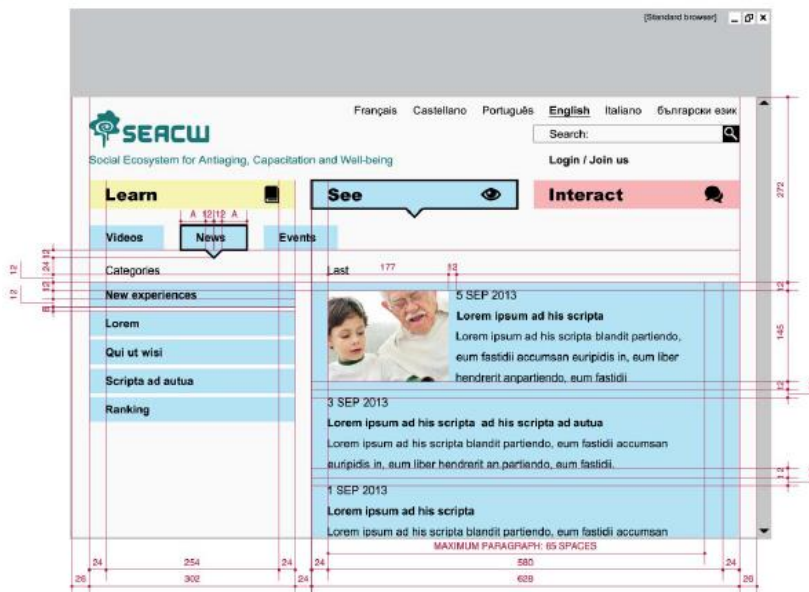 [Standard browser]
Français Castellano Português English Italiano български език
SEACW
Search:
Social Ecosystem for Antiaging, Capacitation and Well-being
Login / Join us
272
Learn See Interact
A 12 12 A
Videos News Events
12
24
12
Categories
Last
177
12
12
12
6
12
New experiences
Lorem
Qui ut wisi
Scripta ad autua
Ranking
5 SEP 2013
Lorem ipsum ad his scripta
Lorem ipsum ad his scripta blandit partiendo,
eum fastidii accumsan euripidis in, eum liber
hendrerit anpartiendo, eum fastidii
145
12
3 SEP 2013
Lorem ipsum ad his scripta ad his scripta ad autua
Lorem ipsum ad his scripta blandit partiendo, eum fastidii accumsan
euripidis in, eum liber hendrerit an.partiendo, eum fastidii.
12
1 SEP 2013
Lorem ipsum ad his scripta
Lorem ipsum ad his scripta blandit partiendo, eum fastidii accumsan
MAXIMUM PARAGRAPH: 65 SPACES
24 254 24 24 580 24
26 302 24 628 26